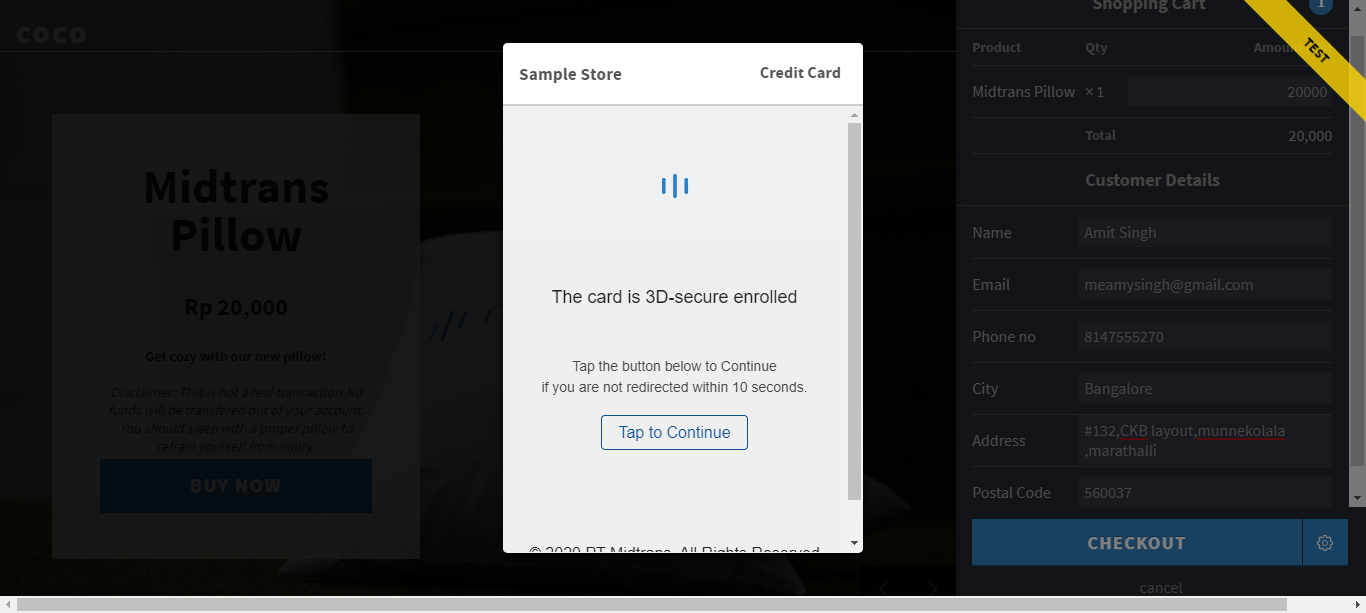 coco
Midtrans
Pillow
Rp 20,000
Get cozy with our new pillow!
Disclaimer: This is not a real transaction.No
funds will be transfered out of your account.
You should sleep with a proper pillow to
refrain yourself from injury.
BUY NOW
Sample Store
Credit Card
The card is 3D-secure enrolled
Tap the button below to Continue
if you are not redirected within 10 seconds.
Tap to Continue
© 2020 PT Midtrans. All Rights Reserved
Shopping Cart
1
TEST
Product Qty Amou
Midtrans Pillow × 1 20000
Total 20,000
Customer Details
Name Amit Singh
Email meamysingh@gmail.com
Phone no 8147555270
City Bangalore
Address #132,CKB layout,munnekolala
,marathalli
Postal Code 560037
CHECKOUT
cancel